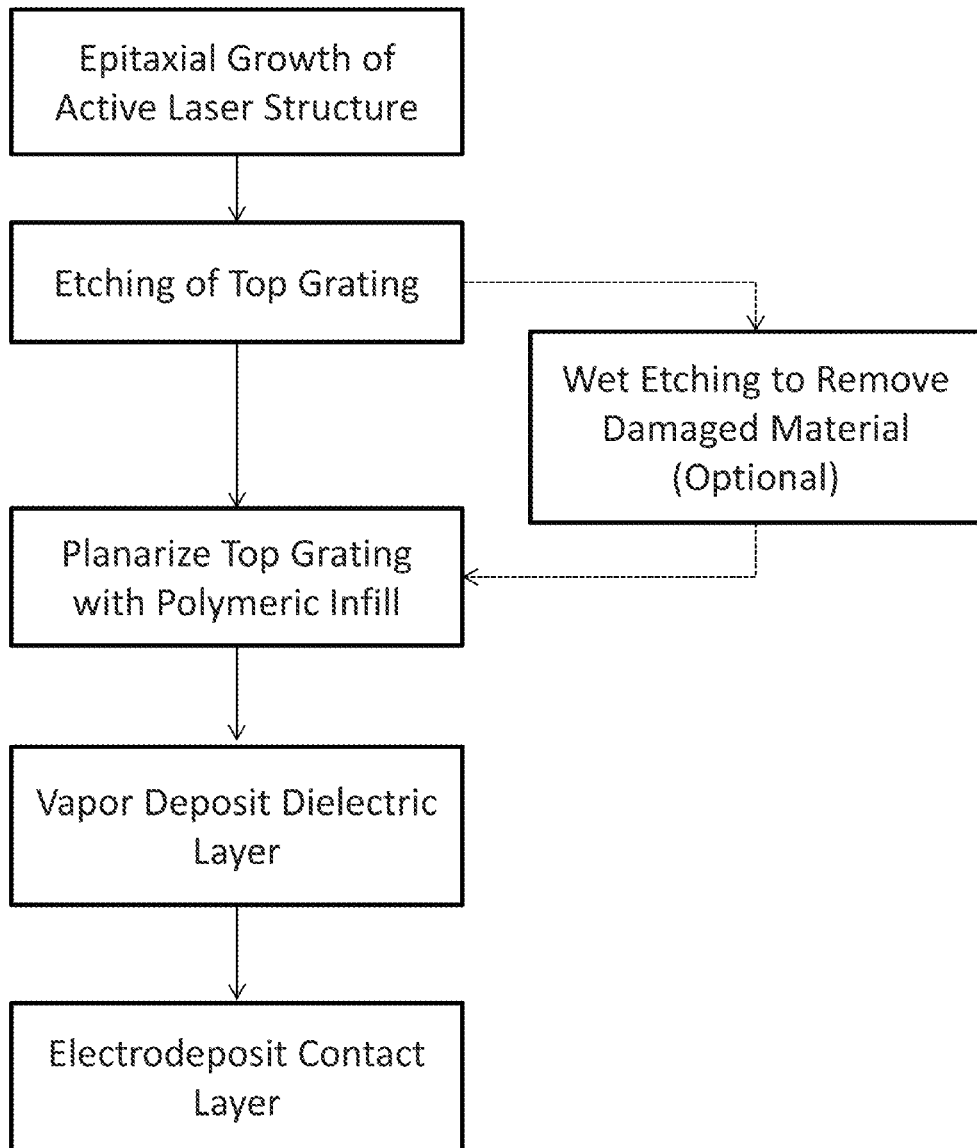 Epitaxial Growth of
Active Laser Structure
Etching of Top Grating
Wet Etching to Remove
Damaged Material
(Optional)
Planarize Top Grating
with Polymeric Infill
Vapor Deposit Dielectric
Layer
Electrodeposit Contact
Layer